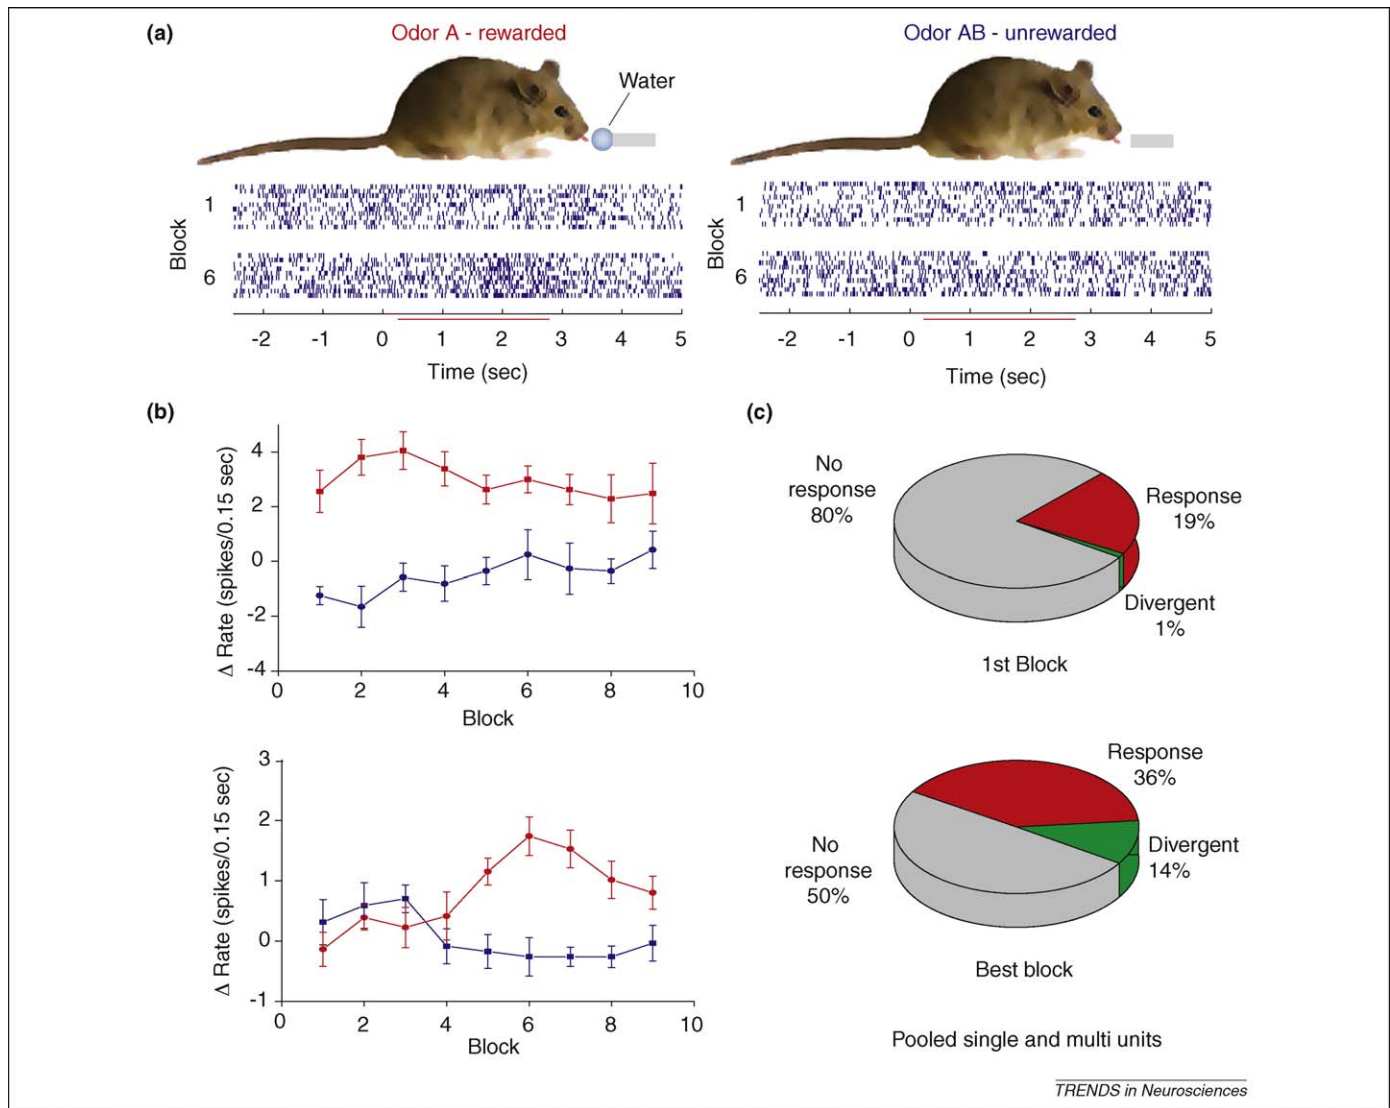 (a)
Odor A - rewarded
Odor AB - unrewarded
Water
Block
1
6
-2 -1 0 1 2 3 4 5
Time (sec)
Block
1
6
-2 -1 0 1 2 3 4 5
Time (sec)
(b)
Δ Rate (spikes/0.15 sec)
4
2
0
-2
-4
0 2 4 6 8 10
Block
Δ Rate (spikes/0.15 sec)
3
2
1
0
-1
0 2 4 6 8 10
Block
(c)
No
response
80%
Response
19%
Divergent
1%
1st Block
Response
36%
No
response
50%
Divergent
14%
Best block
Pooled single and multi units
TRENDS in Neurosciences